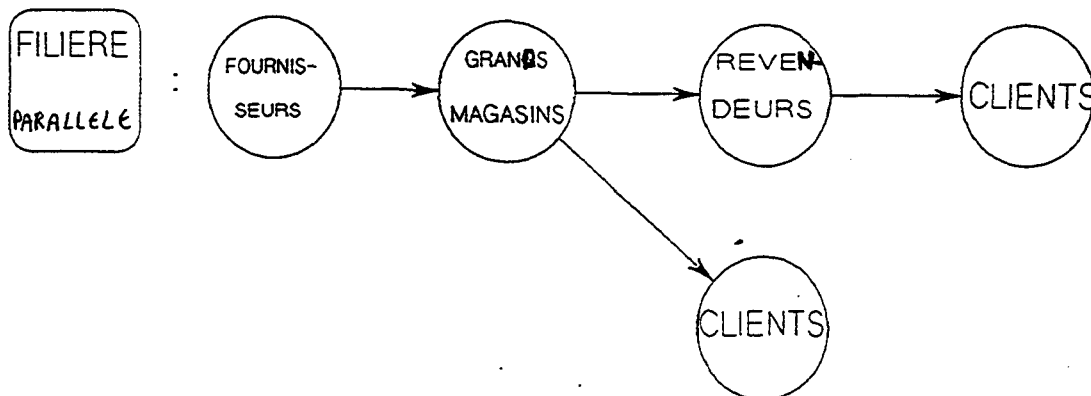 FILIERE
PARALLELE
:
FOURNIS-
SEURS
GRANDS
MAGASINS
REVEN-
DEURS
CLIENTS
CLIENTS